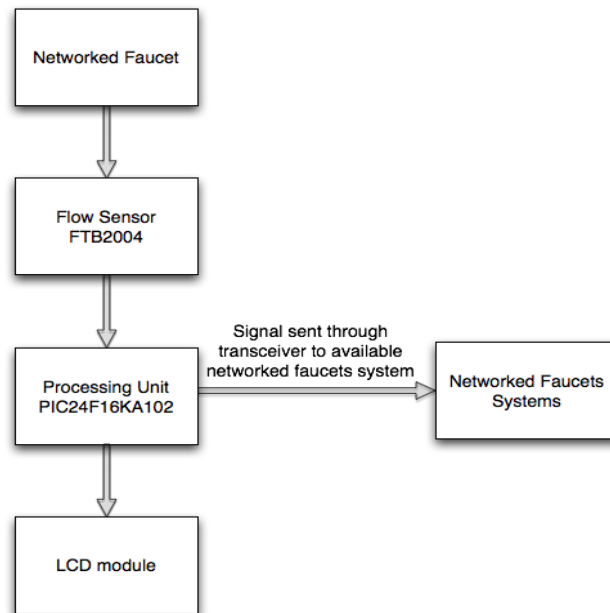 Networked Faucet
Flow Sensor
FTB2004
Signal sent through
transceiver to available
networked faucets system
Processing Unit
PIC24F16KA102
Networked Faucets
Systems
LCD module